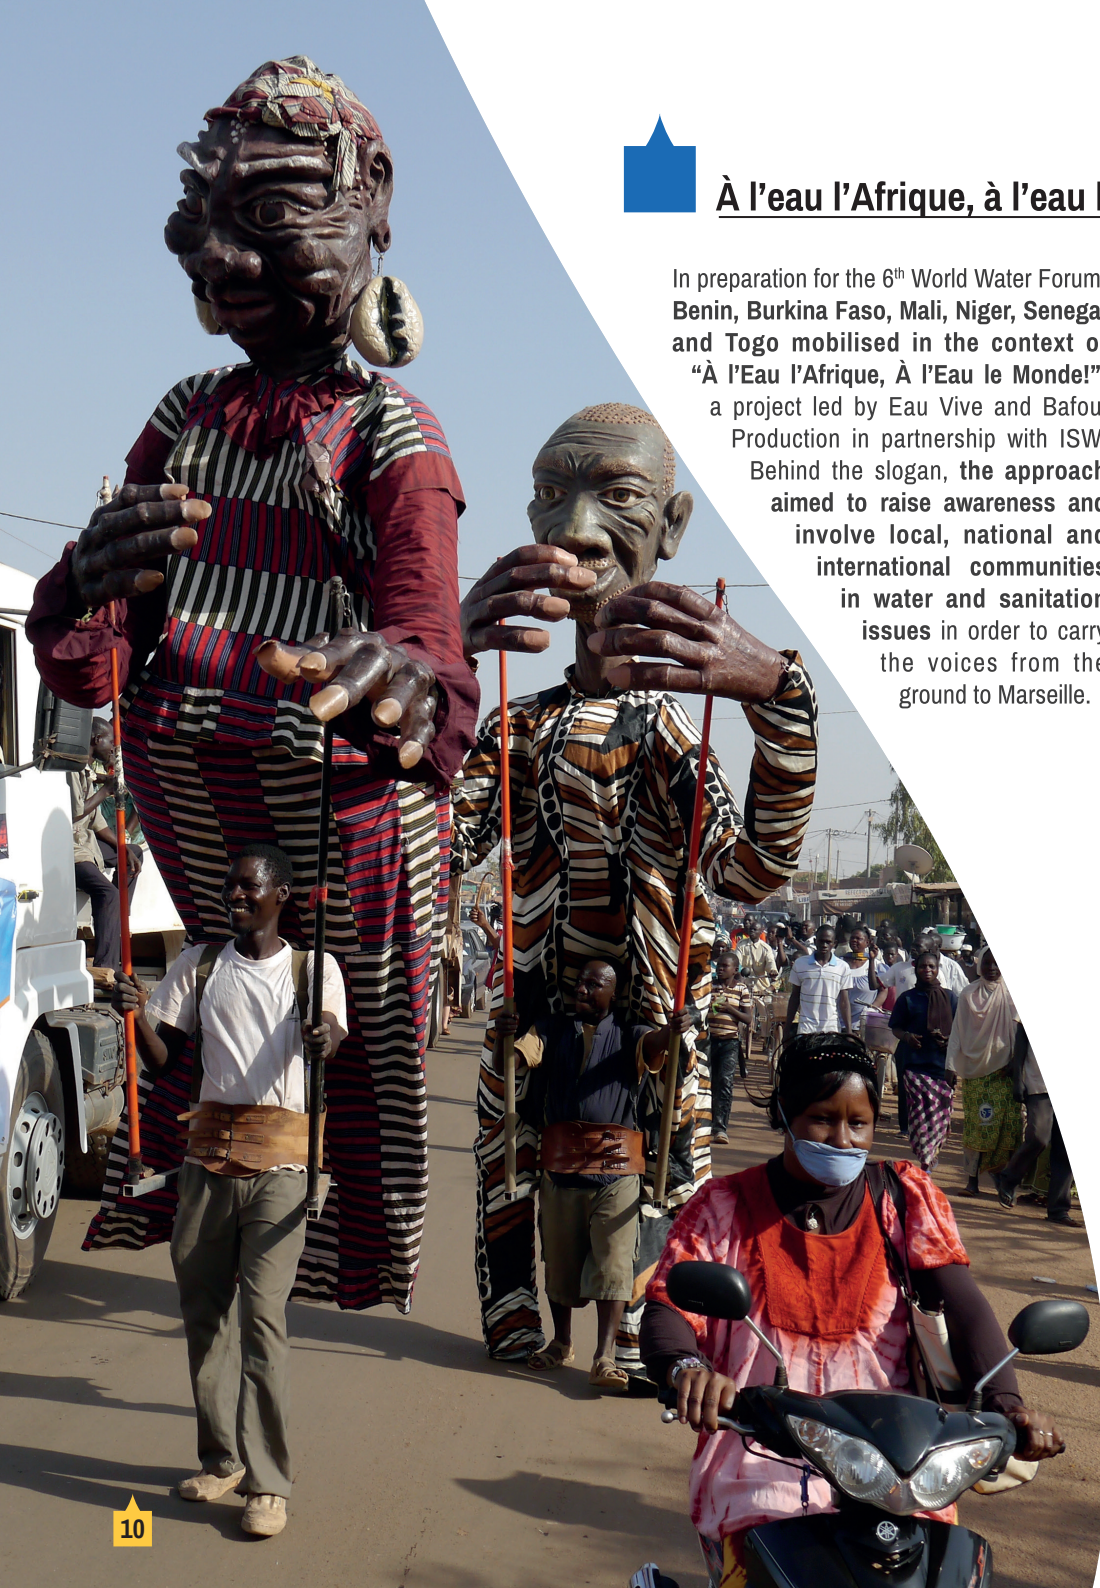 À l’eau l’Afrique, à l’eau l
In preparation for the 6th World Water Forum
Benin, Burkina Faso, Mali, Niger, Senega
and Togo mobilised in the context o
“À l’Eau l’Afrique, À l’Eau le Monde!”
a project led by Eau Vive and Bafou
Production in partnership with ISW
Behind the slogan, the approach
aimed to raise awareness and
involve local, national and
international communities
in water and sanitation
issues in order to carry
the voices from the
ground to Marseille.
10